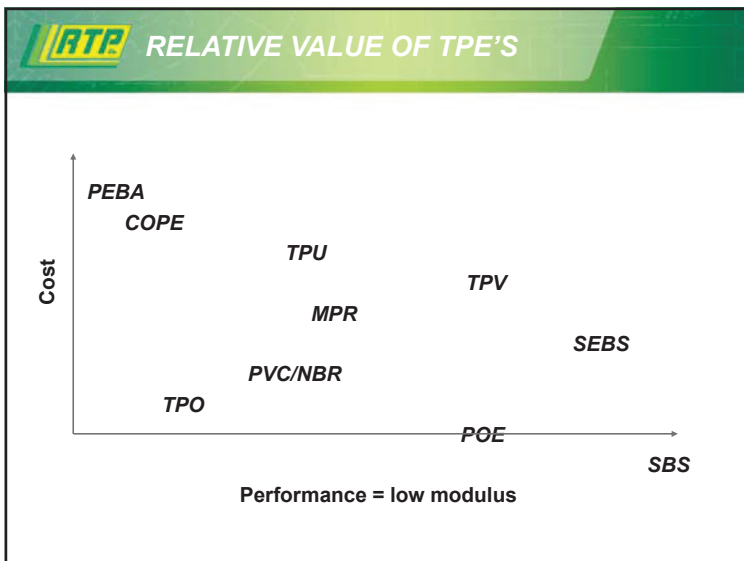 RTP
CO.
RELATIVE VALUE OF TPE'S
PEBA
COPE
TPU
TPV
MPR
SEBS
PVC/NBR
TPO
POE
SBS
Cost
Performance = low modulus